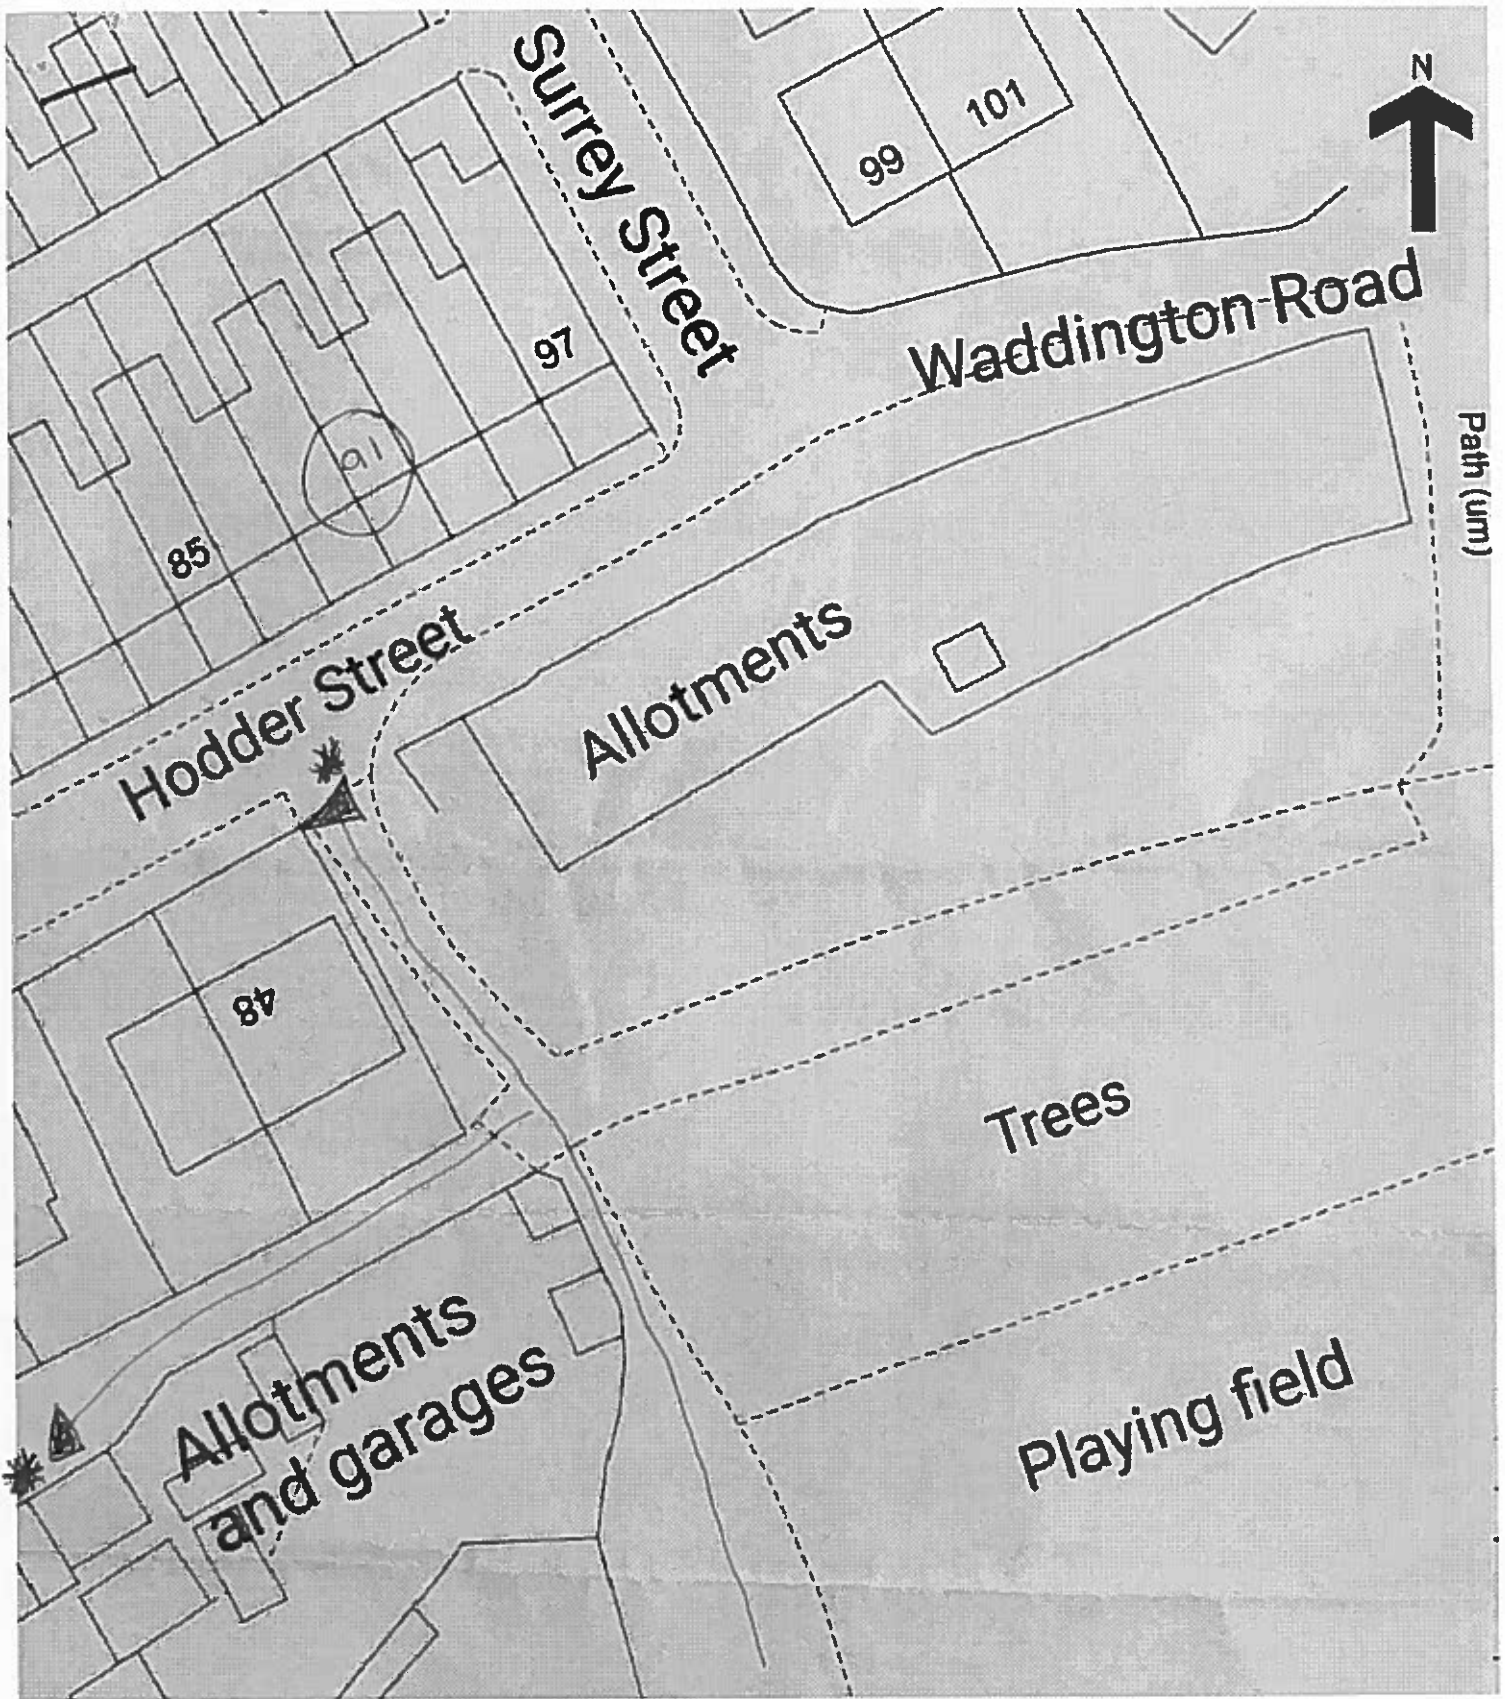 Surrey Street
N
101
99
Waddington Road
97
Path (um)
91
85
Hodder Street
Allotments
48
Trees
Allotments
and garages
Playing field